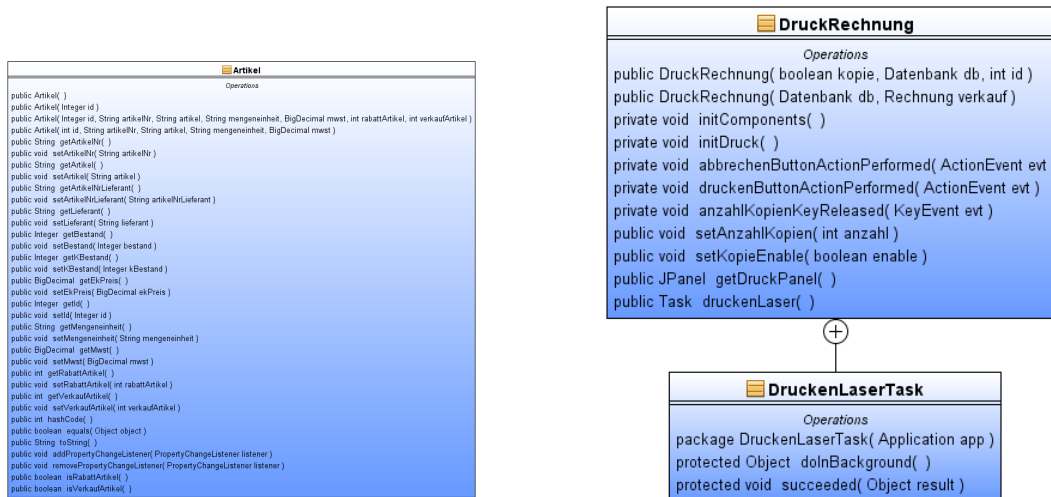 Artikel
Operations
public Artikel( )
public Artikel( Integer id )
public Artikel( Integer id, String artikelNr, String artikel, String mengeneinheit, BigDecimal mwst, int rabattArtikel, int verkaufArtikel )
public Artikel( int id, String artikelNr, String artikel, String mengeneinheit, BigDecimal mwst )
public String getArtikelNr( )
public void setArtikelNr( String artikelNr )
public String getArtikel( )
public void setArtikel( String artikel )
public String getArtikelNrLieferant( )
public void setArtikelNrLieferant( String artikelNrLieferant )
public String getLieferant( )
public void setLieferant( String lieferant )
public Integer getBestand( )
public void setBestand( Integer bestand )
public Integer getKBestand( )
public void setKBestand( Integer kBestand )
public BigDecimal getEkPreis( )
public void setEkPreis( BigDecimal ekPreis )
public Integer getId( )
public void setId( Integer id )
public String getMengeneinheit( )
public void setMengeneinheit( String mengeneinheit )
public BigDecimal getMwst( )
public void setMwst( BigDecimal mwst )
public int getRabattArtikel( )
public void setRabattArtikel( int rabattArtikel )
public int getVerkaufArtikel( )
public void setVerkaufArtikel( int verkaufArtikel )
public int hashCode( )
public boolean equals( Object object )
public String toString( )
public void addPropertyChangeListener( PropertyChangeListener listener )
public void removePropertyChangeListener( PropertyChangeListener listener )
public boolean isRabattArtikel( )
public boolean isVerkaufArtikel( )
DruckRechnung
Operations
public DruckRechnung( boolean kopie, Datenbank db, int id )
public DruckRechnung( Datenbank db, Rechnung verkauf )
private void initComponents( )
private void initDruck( )
private void abbrechenButtonActionPerformed( ActionEvent evt
private void druckenButtonActionPerformed( ActionEvent evt )
private void anzahlKopienKeyReleased( KeyEvent evt )
public void setAnzahlKopien( int anzahl )
public void setKopieEnable( boolean enable )
public JPanel getDruckPanel( )
public Task druckenLaser( )
DruckenLaserTask
Operations
package DruckenLaserTask( Application app )
protected Object doInBackground( )
protected void succeeded( Object result )